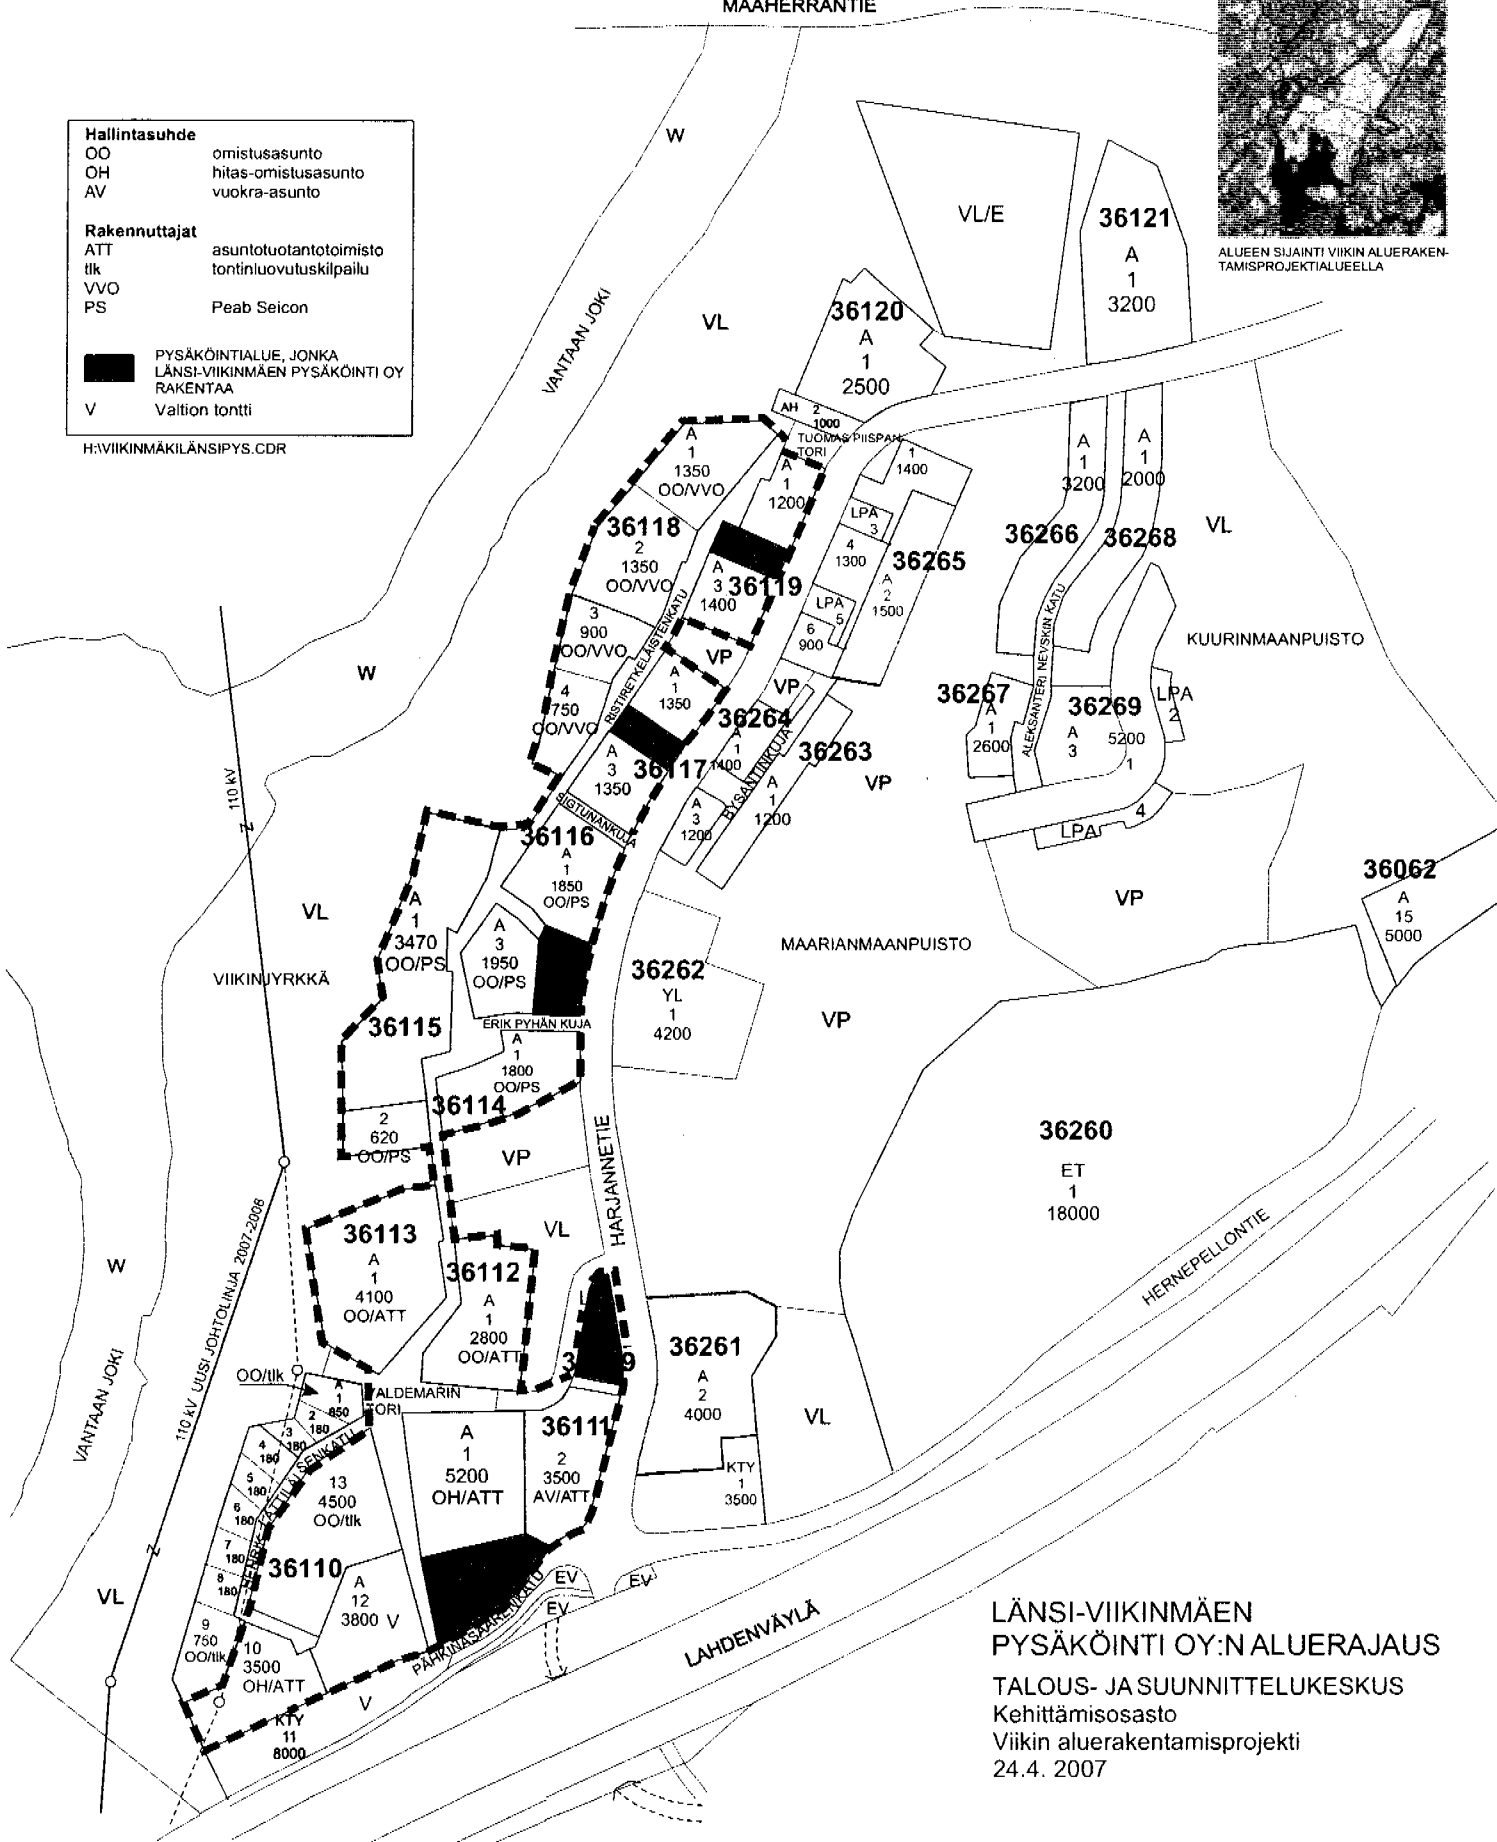 MAAHERRANTIE
Hallintasuhde
OO omistusasunto
OH hitas-omistusasunto
AV vuokra-asunto
Rakennuttajat
ATT asuntotuotantotoimisto
tlk tontinluovutuskilpailu
VVO
PS Peab Seicon
PYSÄKÖINTIALUE, JONKA
LÄNSI-VIIKINMÄEN PYSÄKÖINTI OY
RAKENTAA
V Valtion tontti
H:\VIIKINMÄKILÄNSIPYS.CDR
ALUEEN SIJAINTI VIIKIN ALUERAKEN-
TAMISPROJEKTIALUEELLA
W
VANTAAN JOKI
VL
VL/E
36121
A
1
3200
36120
A
1
2500
AH 2
1000
TUOMAS PIISPAN
TORI
A
1
1350
OO/VVO
36118
2
1350
OO/VVO
3
900
OO/VVO
4
750
OO/VVO
RISTIRETKELÄISTENKATU
A
1
1200
A
3
1400
36119
VP
A
1
1350
A
3
1350
36117
SIGTUNANKUJA
1
1400
LPA
3
4
1300
LPA
5
6
900
36265
A
2
1500
VP
36264
A
1
1400
A
3
1200
BYSANTINKUJA
36263
A
1
1200
VP
A
1
3200
A
1
2000
36266
36268
VL
ALEKSANTERI NEVSKIN KATU
KUURINMAANPUISTO
36267
A
1
2600
36269
A
3
5200
1
LPA
2
LPA
4
VP
36062
A
15
5000
W
110 kV
Z
VL
VIIKINJYRKKÄ
36116
A
1
1850
OO/PS
A
3
1950
OO/PS
ERIK PYHÄN KUJA
A
1
3470
OO/PS
36115
2
620
OO/PS
A
1
1800
OO/PS
36114
VP
VL
HARJANNETIE
36262
YL
1
4200
MAARIANMAANPUISTO
VP
36260
ET
1
18000
HERNEPELLONTIE
W
VANTAAN JOKI
110 kV UUSI JOHTOLINJA 2007-2008
Z
VL
36113
A
1
4100
OO/ATT
36112
A
1
2800
OO/ATT
36261
A
2
4000
KTY
1
3500
VL
OO/tlk
A
1
850
2
180
3
180
4
180
5
180
6
180
7
180
8
180
9
750
OO/tlk
VALDEMARIN
TORI
13
4500
OO/tlk
36110
A
12
3800 V
10
3500
OH/ATT
KTY
11
8000
V
A
1
5200
OH/ATT
36111
2
3500
AV/ATT
PÄHKINÄSAARENKATU
EV
EV
EV
LAHDENVÄYLÄ
LÄNSI-VIIKINMÄEN
PYSÄKÖINTI OY:N ALUERAJAUS
TALOUS- JA SUUNNITTELUKESKUS
Kehittämisosasto
Viikin aluerakentamisprojekti
24.4. 2007